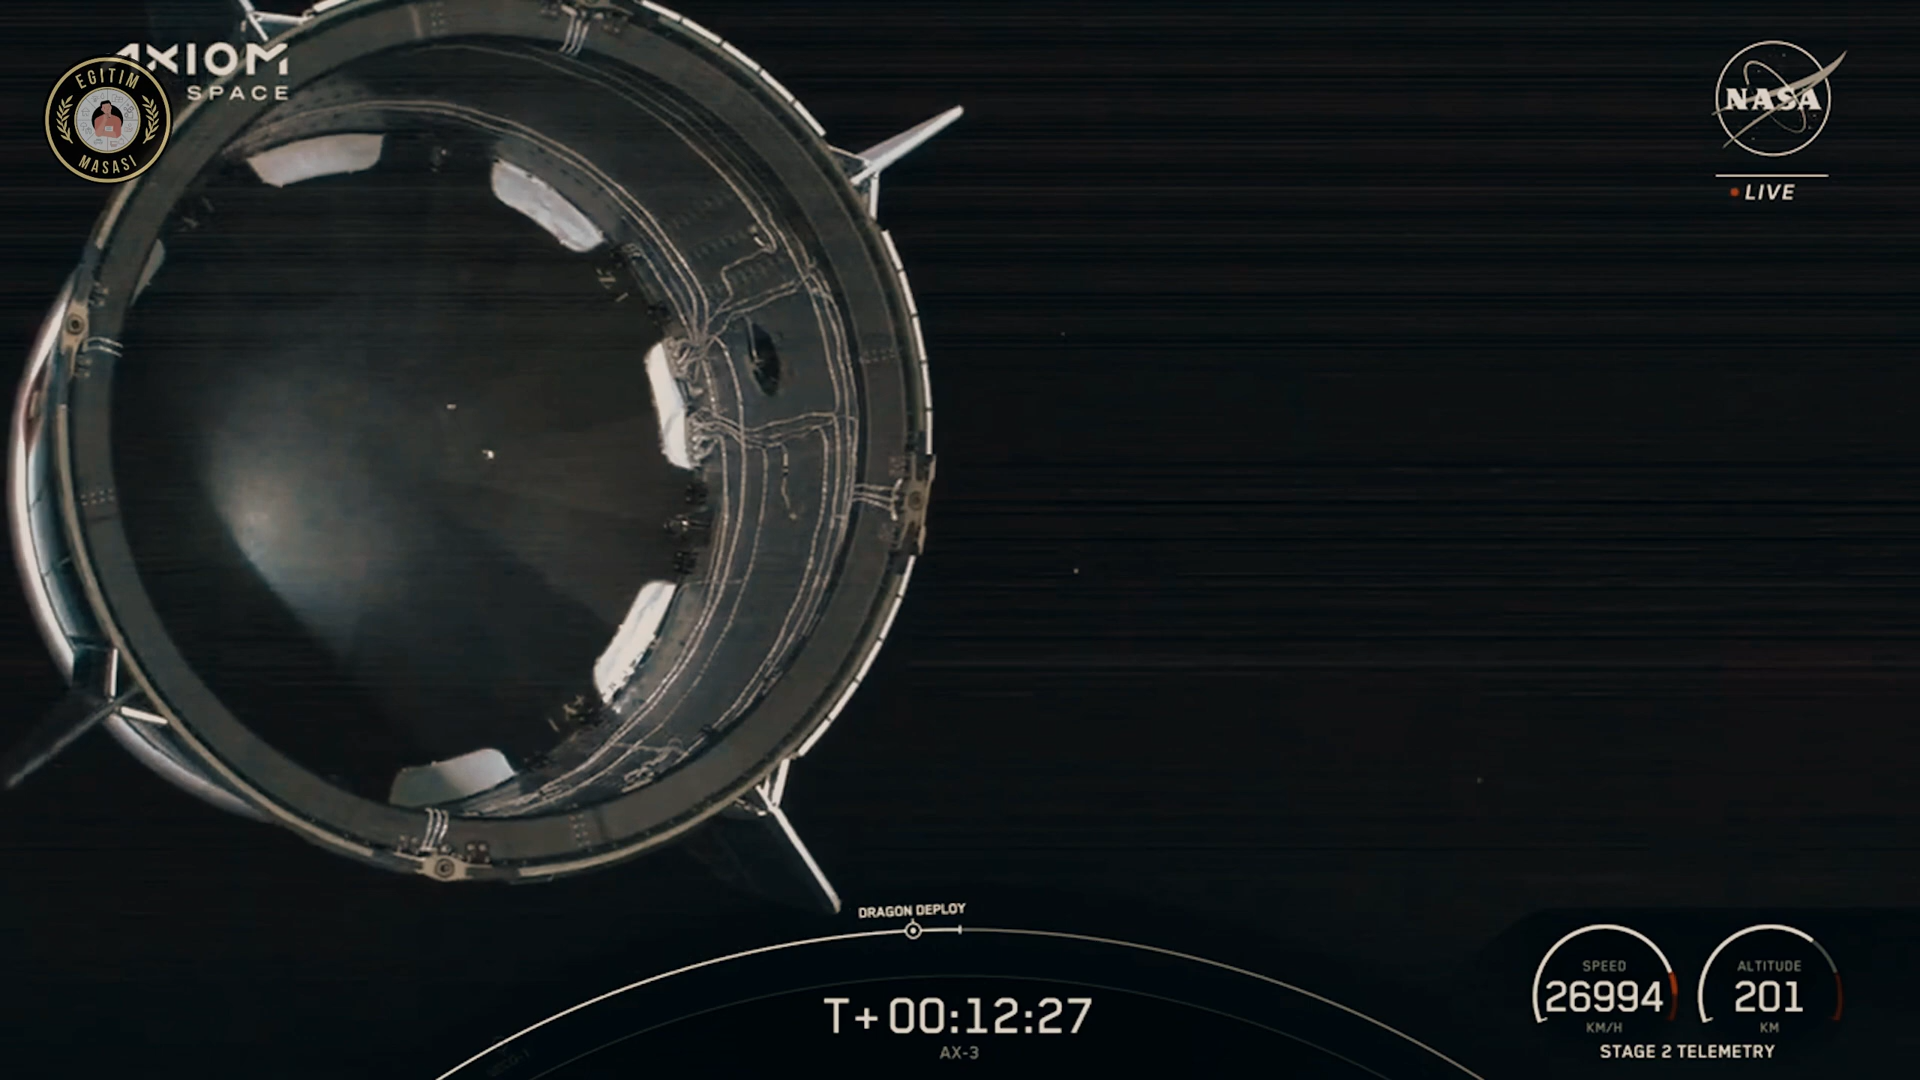 AXIOM
SPACE
EGITIM
MASASI
NASA
LIVE
DRAGON DEPLOY
T+00:12:27
AX-3
SPEED
26994
KM/H
ALTITUDE
201
KM
STAGE 2 TELEMETRY